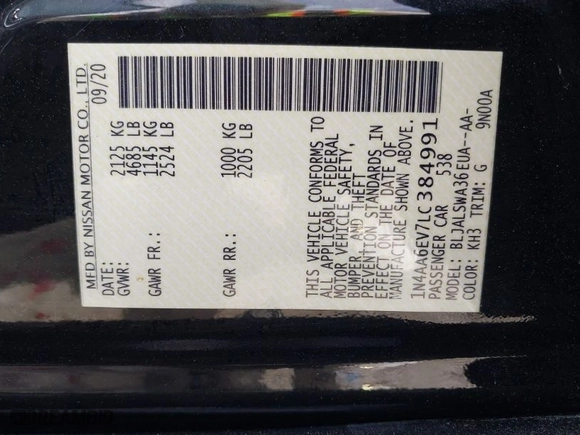 MFD BY NISSAN MOTOR CO., LTD.
DATE: 09/20
GVWR: 2125 KG
4685 LB
GAWR FR: 1145 KG
2524 LB
GAWR RR: 1000 KG
2205 LB
THIS VEHICLE CONFORMS TO
ALL APPLICABLE FEDERAL
MOTOR VEHICLE SAFETY,
BUMPER, AND THEFT
PREVENTION STANDARDS IN
EFFECT ON THE DATE OF
MANUFACTURE SHOWN ABOVE.
1N4AA6EV7LC384991
PASSENGER CAR 538
MODEL: BLJALSWA36EUA--AA-
COLOR: KH3 TRIM: G 9N00A